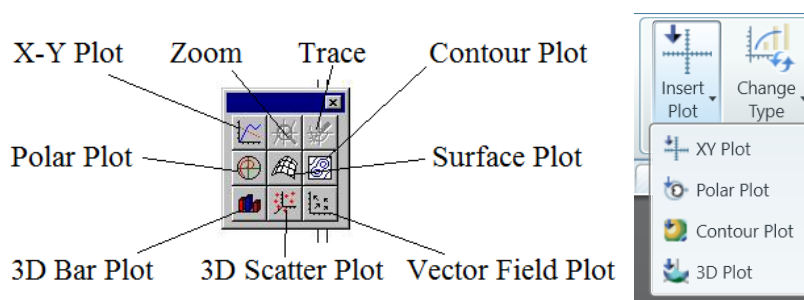 X-Y Plot
Zoom
Trace
Contour Plot
Polar Plot
Surface Plot
3D Bar Plot
3D Scatter Plot
Vector Field Plot
Insert
Plot
Change
Type
XY Plot
Polar Plot
Contour Plot
3D Plot